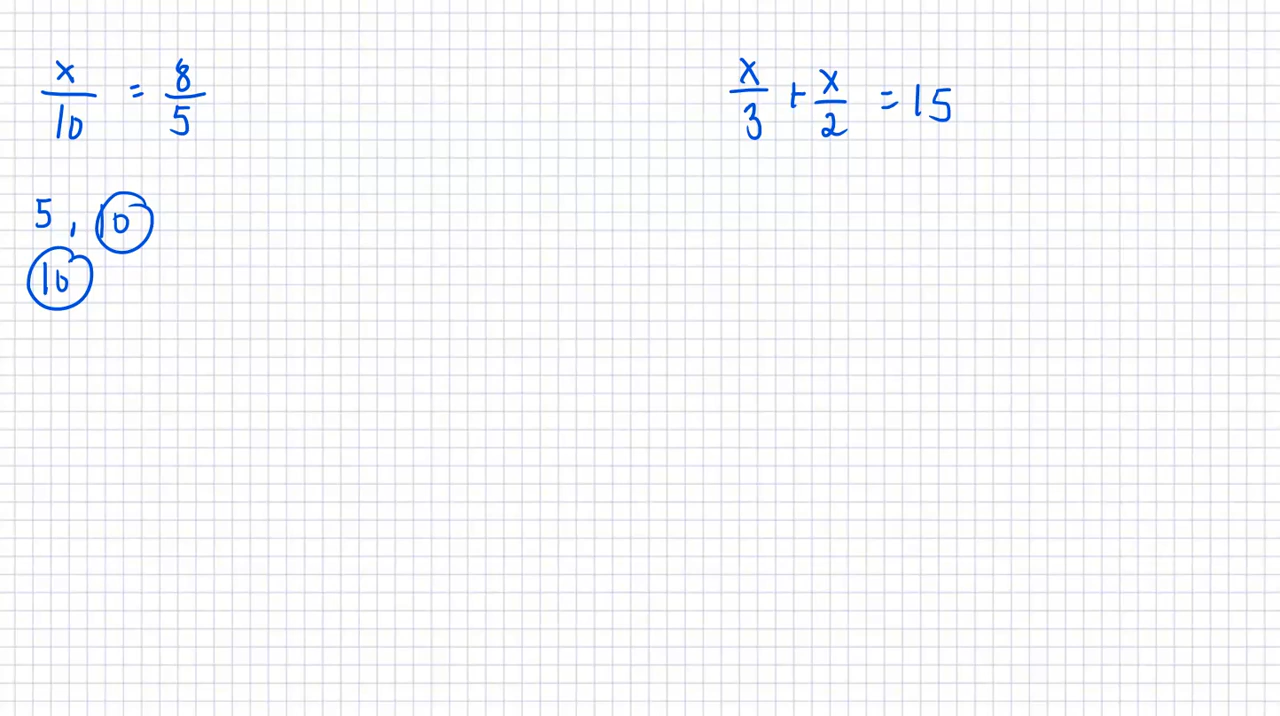 x/10 = 8/5
x/3 + x/2 = 15
5, 10
10